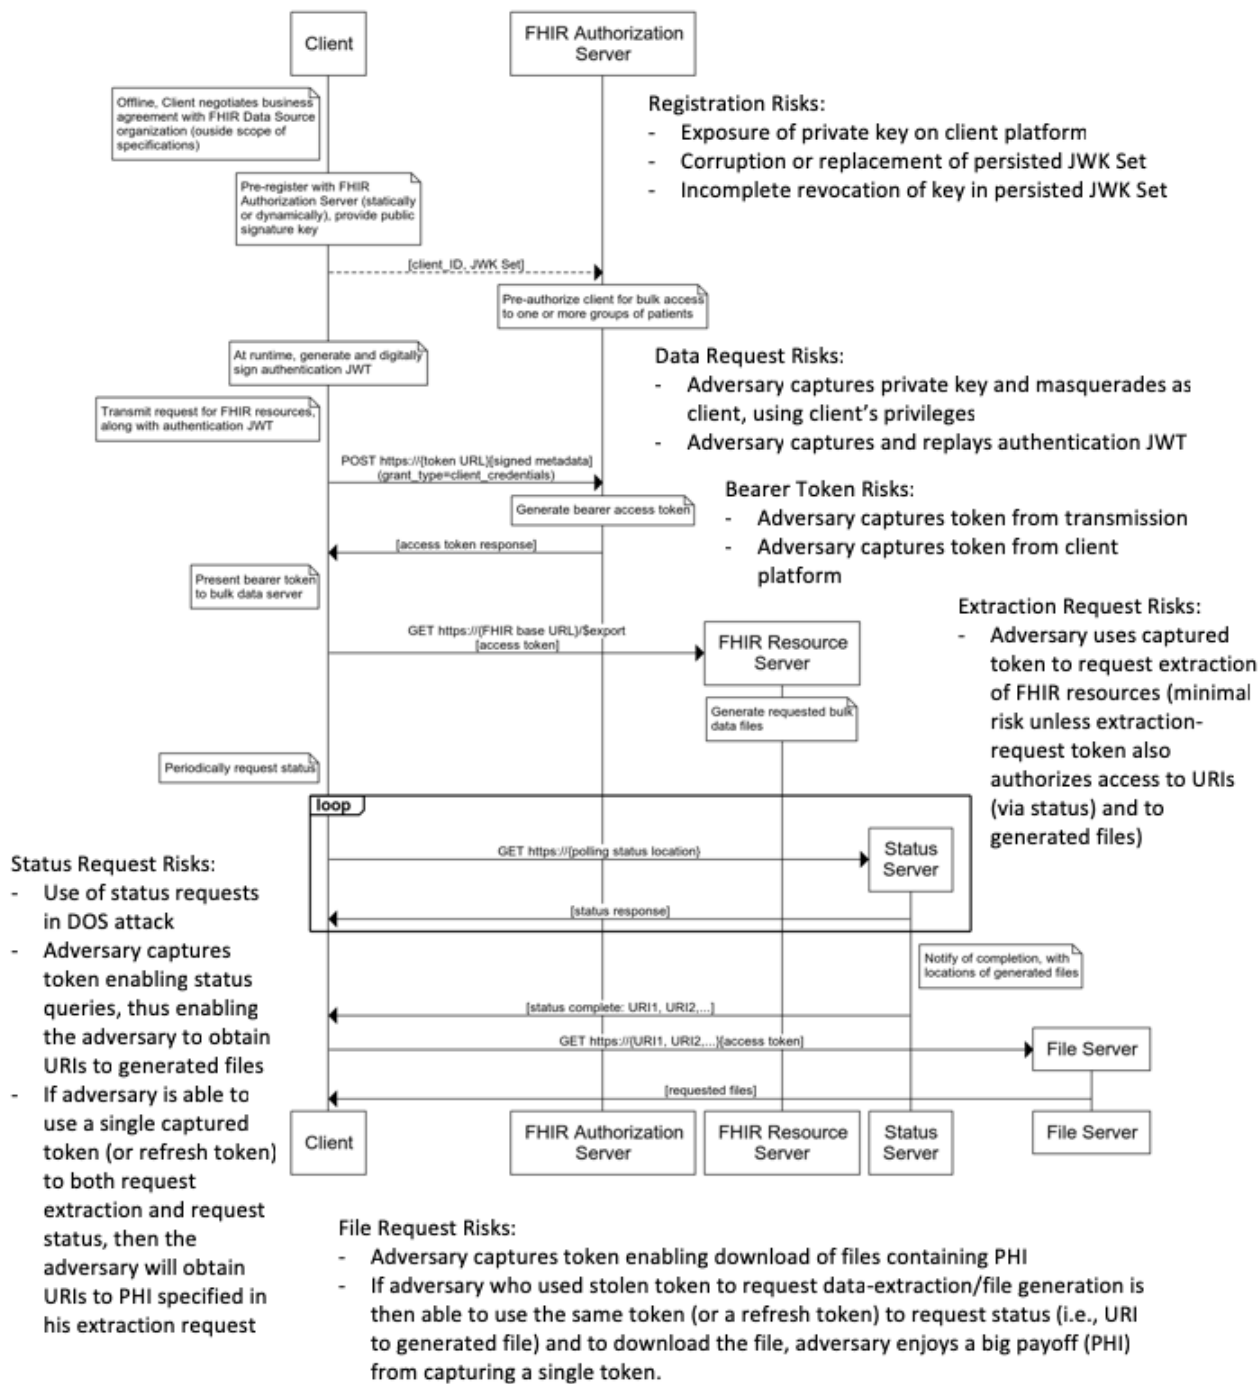 Client
FHIR Authorization
Server
Offline, Client negotiates business
agreement with FHIR Data Source
organization (ouside scope of
specifications)
Registration Risks:
- Exposure of private key on client platform
- Corruption or replacement of persisted JWK Set
- Incomplete revocation of key in persisted JWK Set
Pre-register with FHIR
Authorization Server (statically
or dynamically), provide public
signature key
[client_ID, JWK Set]
Pre-authorize client for bulk access
to one or more groups of patients
At runtime, generate and digitally
sign authentication JWT
Data Request Risks:
- Adversary captures private key and masquerades as
client, using client's privileges
- Adversary captures and replays authentication JWT
Transmit request for FHIR resources,
along with authentication JWT
POST https://{token URL}[signed metadata]
(grant_type=client_credentials)
Generate bearer access token
Bearer Token Risks:
- Adversary captures token from transmission
- Adversary captures token from client
platform
[access token response]
Present bearer token
to bulk data server
GET https://{FHIR base URL}/$export
[access token]
FHIR Resource
Server
Extraction Request Risks:
- Adversary uses captured
token to request extraction
of FHIR resources (minimal
risk unless extraction-
request token also
authorizes access to URIs
(via status) and to
generated files)
Generate requested bulk
data files
Periodically request status
loop
GET https://{polling status location}
Status
Server
[status response]
Status Request Risks:
- Use of status requests
in DOS attack
- Adversary captures
token enabling status
queries, thus enabling
the adversary to obtain
URIs to generated files
- If adversary is able to
use a single captured
token (or refresh token)
to both request
extraction and request
status, then the
adversary will obtain
URIs to PHI specified in
his extraction request
Notify of completion, with
locations of generated files
[status complete: URI1, URI2,...]
GET https://{URI1, URI2,...}[access token]
File Server
[requested files]
Client
FHIR Authorization
Server
FHIR Resource
Server
Status
Server
File Server
File Request Risks:
- Adversary captures token enabling download of files containing PHI
- If adversary who used stolen token to request data-extraction/file generation is
then able to use the same token (or a refresh token) to request status (i.e., URI
to generated file) and to download the file, adversary enjoys a big payoff (PHI)
from capturing a single token.